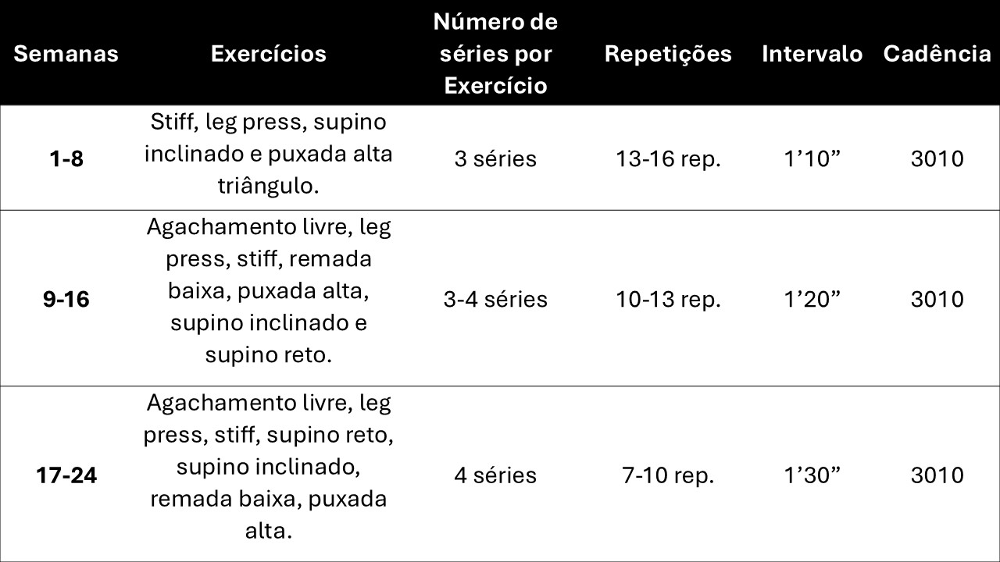 Semanas
Exercícios
Número de
séries por
Exercício
Repetições
Intervalo
Cadência
1-8
Stiff, leg press, supino
inclinado e puxada alta
triângulo.
3 séries
13-16 rep.
1’10”
3010
9-16
Agachamento livre, leg
press, stiff, remada
baixa, puxada alta,
supino inclinado e
supino reto.
3-4 séries
10-13 rep.
1’20”
3010
17-24
Agachamento livre, leg
press, stiff, supino reto,
supino inclinado,
remada baixa, puxada
alta.
4 séries
7-10 rep.
1’30”
3010